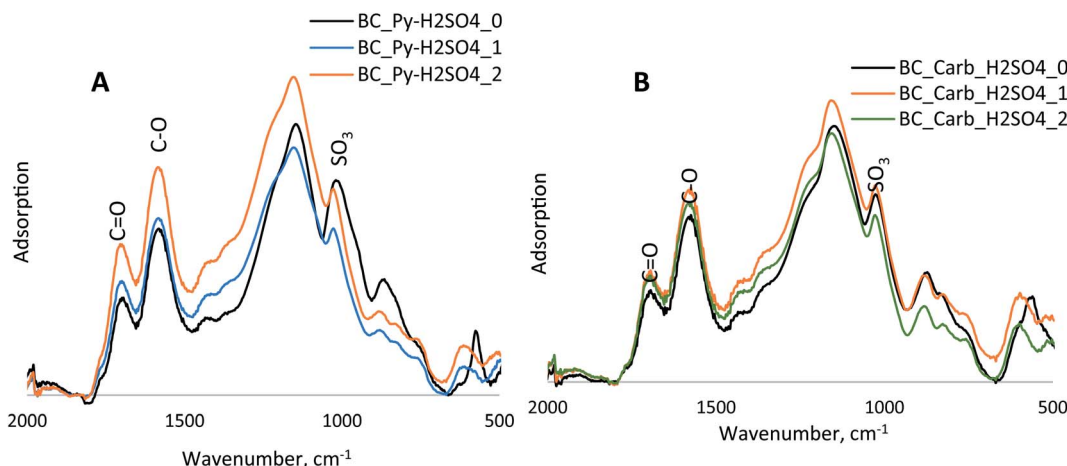 A
BC_Py-H2SO4_0
BC_Py-H2SO4_1
BC_Py-H2SO4_2
C=O
C-O
SO3
Adsorption
2000
1500
1000
500
Wavenumber, cm-1
B
BC_Carb_H2SO4_0
BC_Carb_H2SO4_1
BC_Carb_H2SO4_2
C=O
C-O
SO3
Adsorption
2000
1500
1000
500
Wavenumber, cm-1